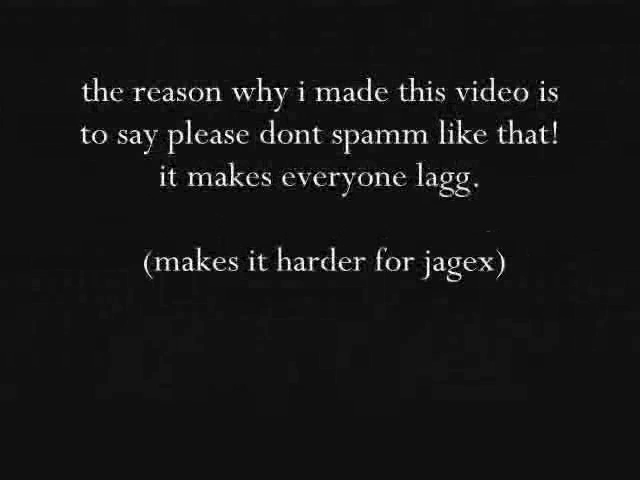 the reason why i made this video is
to say please dont spamm like that!
it makes everyone lagg.
(makes it harder for jagex)